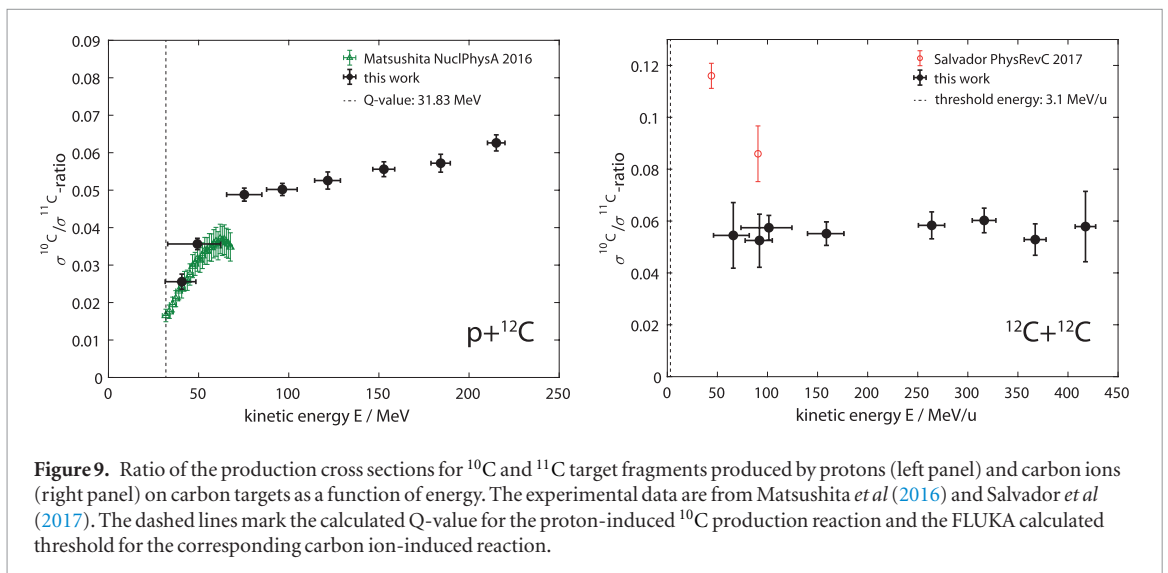 0.09
0.08
0.07
0.06
0.05
0.04
0.03
0.02
0.01
0
σ ¹⁰C/σ ¹¹C-ratio
Matsushita NuclPhysA 2016
this work
Q-value: 31.83 MeV
p+¹²C
0 50 100 150 200 250
kinetic energy E / MeV
0.12
0.1
0.08
0.06
0.04
0.02
0
σ ¹⁰C/σ ¹¹C-ratio
Salvador PhysRevC 2017
this work
threshold energy: 3.1 MeV/u
¹²C+¹²C
0 50 100 150 200 250 300 350 400 450
kinetic energy E / MeV/u
Figure 9. Ratio of the production cross sections for ¹⁰C and ¹¹C target fragments produced by protons (left panel) and carbon ions
(right panel) on carbon targets as a function of energy. The experimental data are from Matsushita et al (2016) and Salvador et al
(2017). The dashed lines mark the calculated Q-value for the proton-induced ¹⁰C production reaction and the FLUKA calculated
threshold for the corresponding carbon ion-induced reaction.